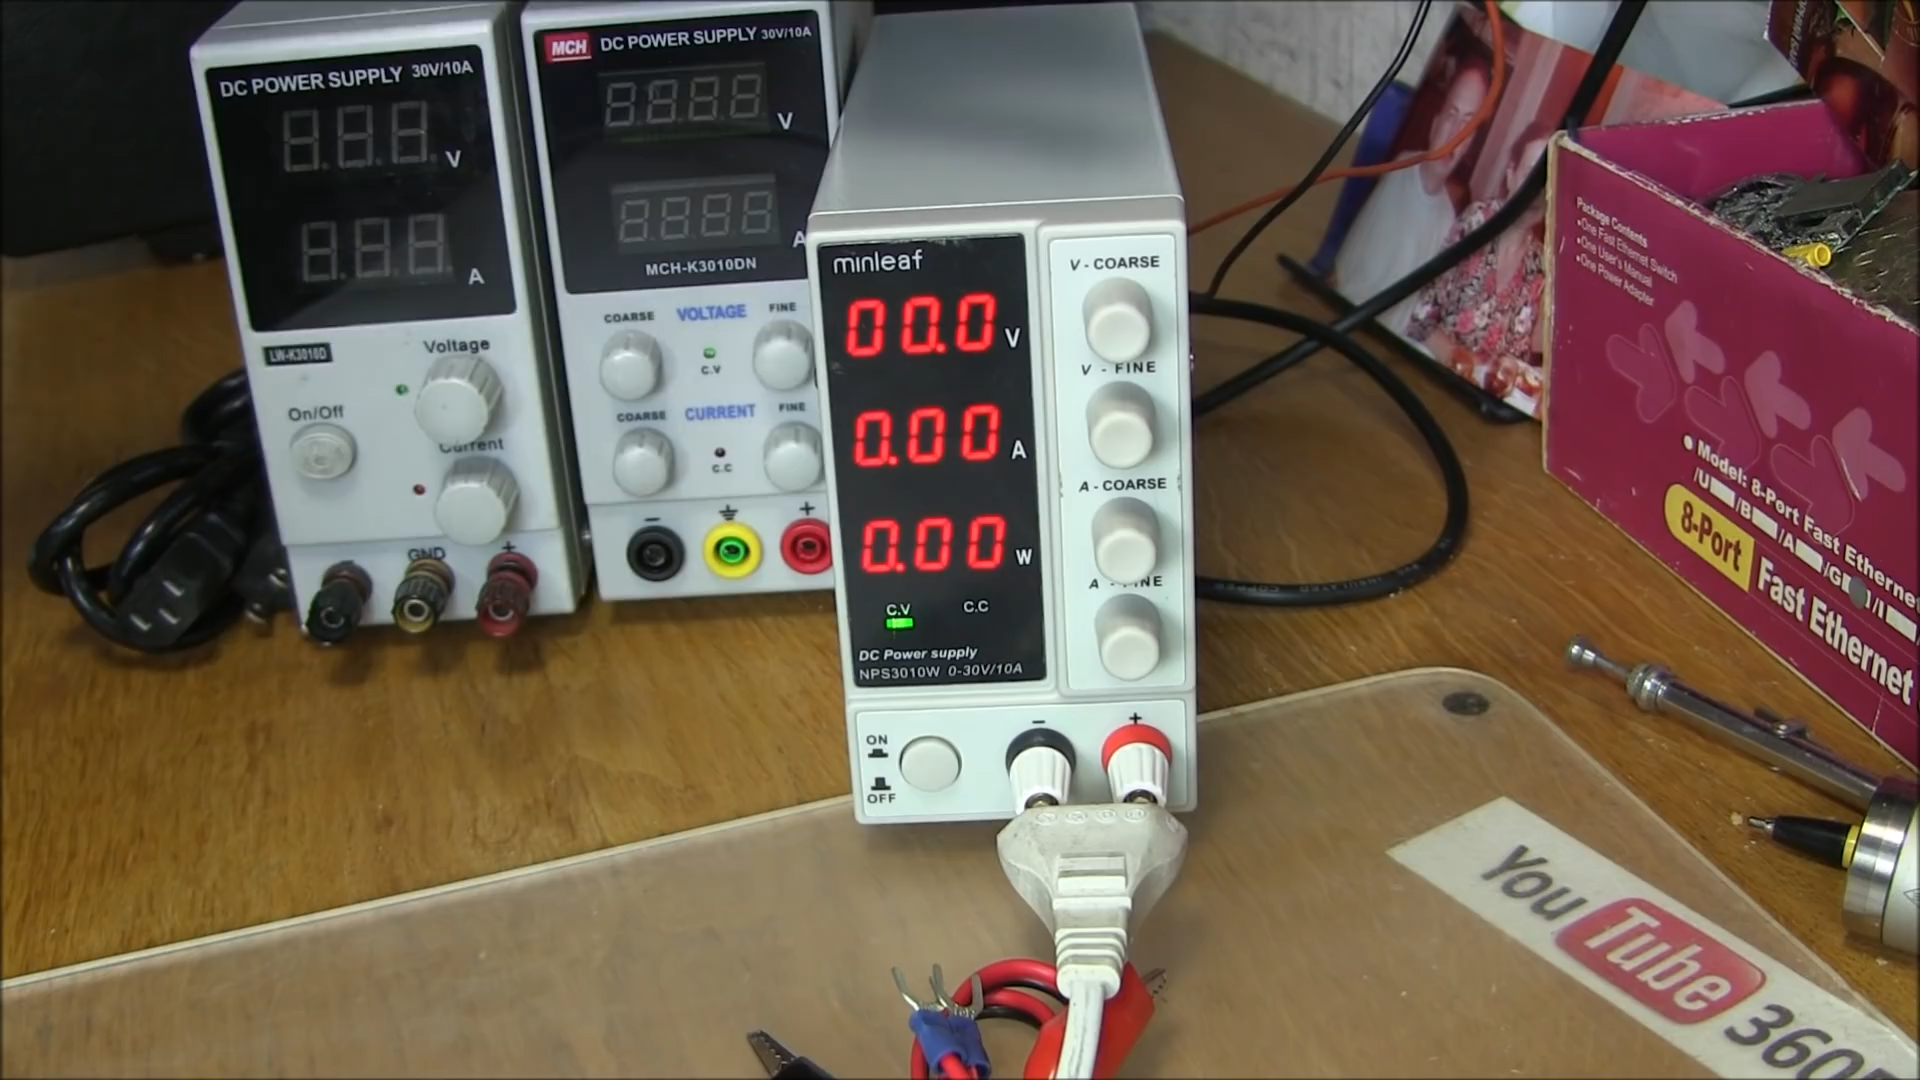 DC POWER SUPPLY 30V/10A
V
A
LW-K3010D
Voltage
On/Off
Current
GND
+
MCH DC POWER SUPPLY 30V/10A
V
A
MCH-K3010DN
COARSE VOLTAGE FINE
C.V
COARSE CURRENT FINE
C.C
− +
minleaf
00.0 V
0.00 A
0.00 W
C.V C.C
DC Power supply
NPS3010W 0-30V/10A
V - COARSE
V - FINE
A - COARSE
A - FINE
ON
OFF
− +
Package Contents
•One Fast Ethernet Switch
•One User's Manual
•One Power Adapter
● Model: 8-Port Fast Ethernet
/U /B /A /G /I
8-Port Fast Ethernet
YouTube 360